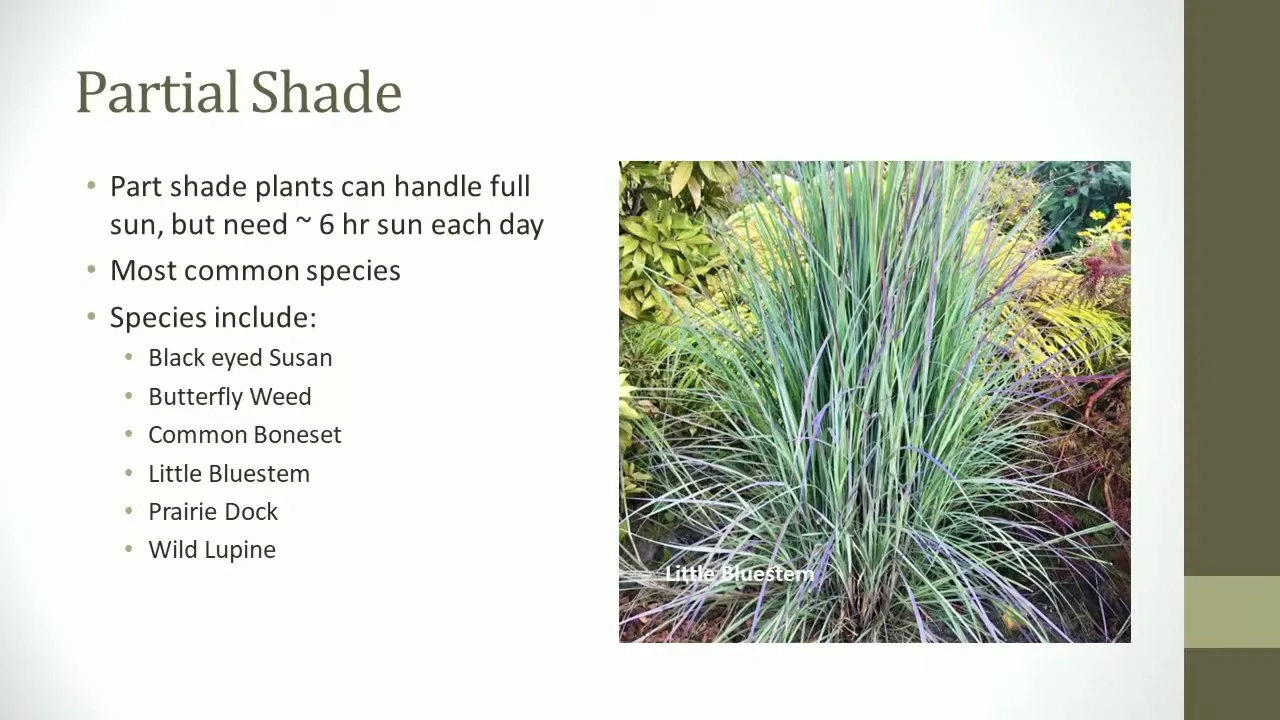 Partial Shade
• Part shade plants can handle full
sun, but need ~ 6 hr sun each day
• Most common species
• Species include:
• Black eyed Susan
• Butterfly Weed
• Common Boneset
• Little Bluestem
• Prairie Dock
• Wild Lupine
Little Bluestem